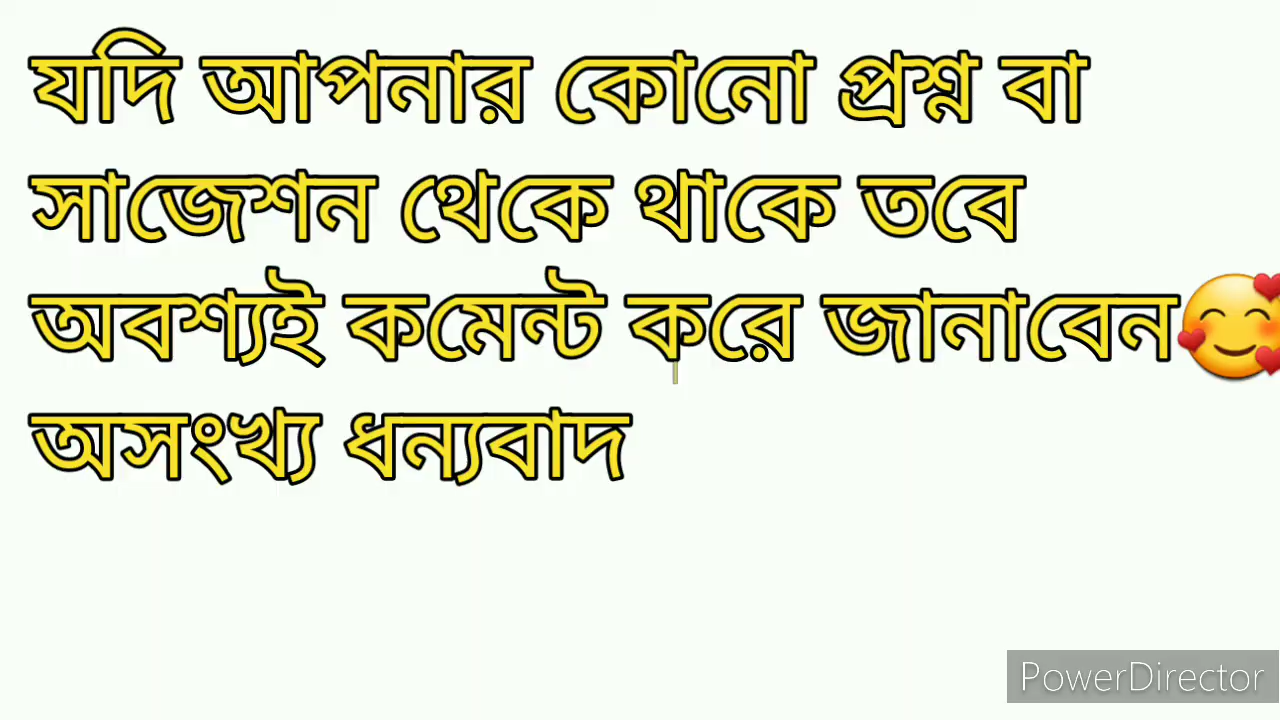 যদি আপনার কোনো প্রশ্ন বা
সাজেশন থেকে থাকে তবে
অবশ্যই কমেন্ট করে জানাবেন🥰
অসংখ্য ধন্যবাদ
PowerDirector